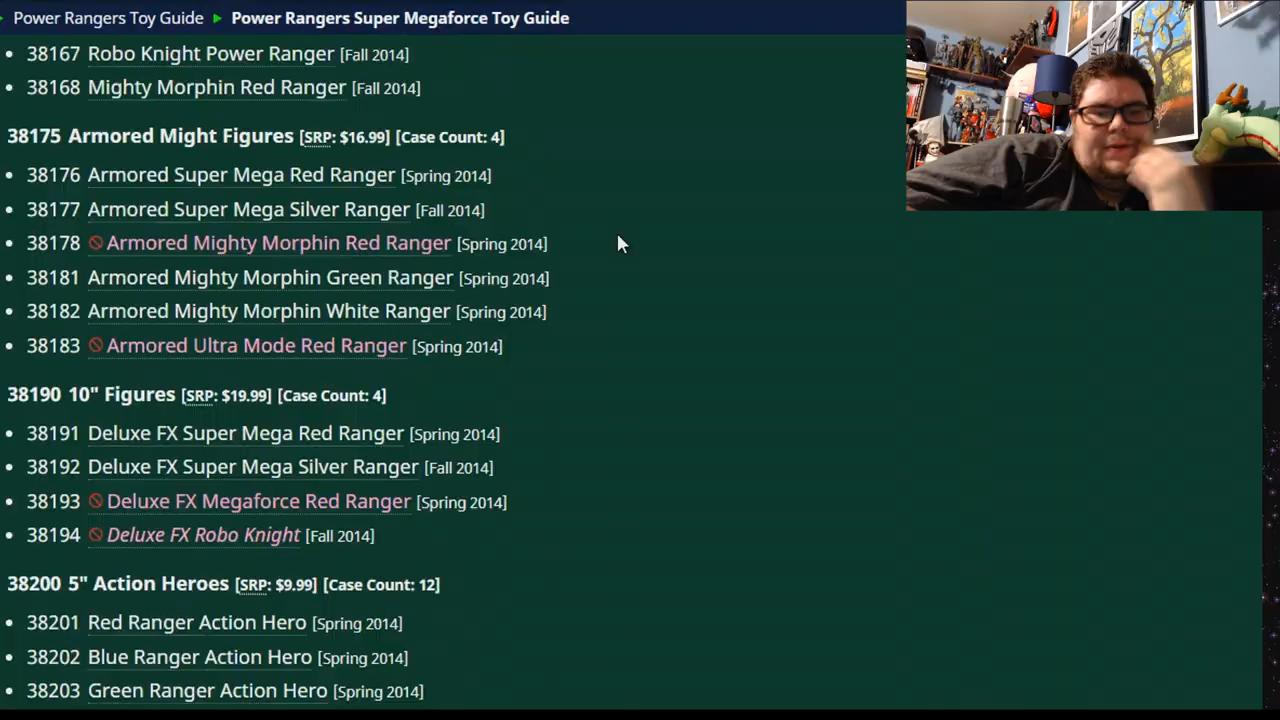 Power Rangers Toy Guide ▸ Power Rangers Super Megaforce Toy Guide
• 38167 Robo Knight Power Ranger [Fall 2014]
• 38168 Mighty Morphin Red Ranger [Fall 2014]
38175 Armored Might Figures [SRP: $16.99] [Case Count: 4]
• 38176 Armored Super Mega Red Ranger [Spring 2014]
• 38177 Armored Super Mega Silver Ranger [Fall 2014]
• 38178 Armored Mighty Morphin Red Ranger [Spring 2014]
• 38181 Armored Mighty Morphin Green Ranger [Spring 2014]
• 38182 Armored Mighty Morphin White Ranger [Spring 2014]
• 38183 Armored Ultra Mode Red Ranger [Spring 2014]
38190 10" Figures [SRP: $19.99] [Case Count: 4]
• 38191 Deluxe FX Super Mega Red Ranger [Spring 2014]
• 38192 Deluxe FX Super Mega Silver Ranger [Fall 2014]
• 38193 Deluxe FX Megaforce Red Ranger [Spring 2014]
• 38194 Deluxe FX Robo Knight [Fall 2014]
38200 5" Action Heroes [SRP: $9.99] [Case Count: 12]
• 38201 Red Ranger Action Hero [Spring 2014]
• 38202 Blue Ranger Action Hero [Spring 2014]
• 38203 Green Ranger Action Hero [Spring 2014]